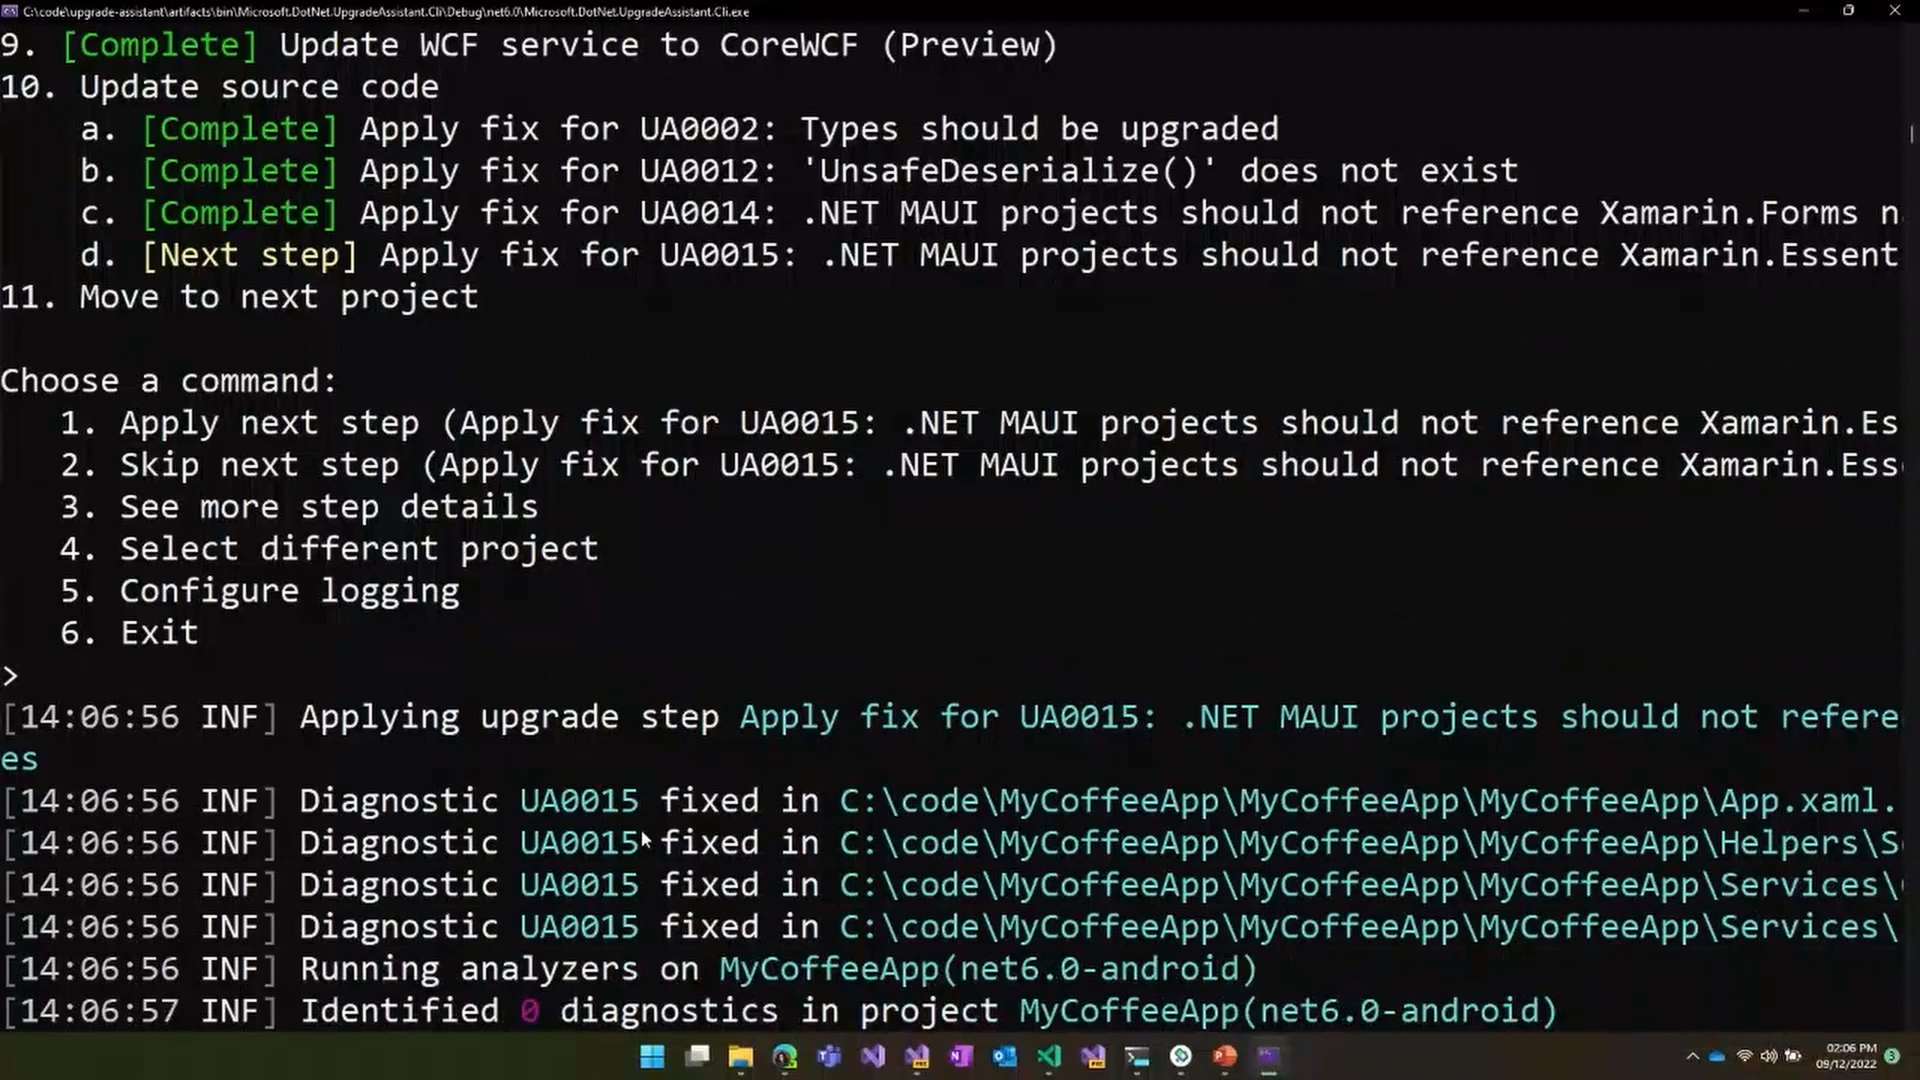 C:\code\upgrade-assistant\artifacts\bin\Microsoft.DotNet.UpgradeAssistant.Cli\Debug\net6.0\Microsoft.DotNet.UpgradeAssistant.Cli.exe
9. [Complete] Update WCF service to CoreWCF (Preview)
10. Update source code
a. [Complete] Apply fix for UA0002: Types should be upgraded
b. [Complete] Apply fix for UA0012: 'UnsafeDeserialize()' does not exist
c. [Complete] Apply fix for UA0014: .NET MAUI projects should not reference Xamarin.Forms n
d. [Next step] Apply fix for UA0015: .NET MAUI projects should not reference Xamarin.Essent
11. Move to next project
Choose a command:
1. Apply next step (Apply fix for UA0015: .NET MAUI projects should not reference Xamarin.Es
2. Skip next step (Apply fix for UA0015: .NET MAUI projects should not reference Xamarin.Ess
3. See more step details
4. Select different project
5. Configure logging
6. Exit
>
[14:06:56 INF] Applying upgrade step Apply fix for UA0015: .NET MAUI projects should not refere
es
[14:06:56 INF] Diagnostic UA0015 fixed in C:\code\MyCoffeeApp\MyCoffeeApp\MyCoffeeApp\App.xaml.
[14:06:56 INF] Diagnostic UA0015 fixed in C:\code\MyCoffeeApp\MyCoffeeApp\MyCoffeeApp\Helpers\S
[14:06:56 INF] Diagnostic UA0015 fixed in C:\code\MyCoffeeApp\MyCoffeeApp\MyCoffeeApp\Services\
[14:06:56 INF] Diagnostic UA0015 fixed in C:\code\MyCoffeeApp\MyCoffeeApp\MyCoffeeApp\Services\
[14:06:56 INF] Running analyzers on MyCoffeeApp(net6.0-android)
[14:06:57 INF] Identified 0 diagnostics in project MyCoffeeApp(net6.0-android)
02:06 PM
09/12/2022
3